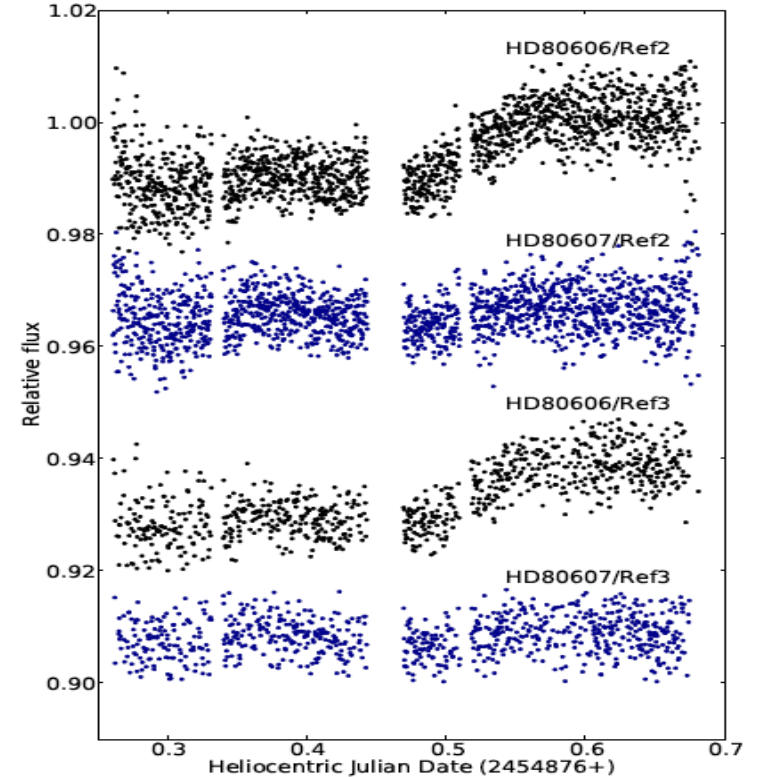 1.02
HD80606/Ref2
1.00
0.98
HD80607/Ref2
0.96
HD80606/Ref3
0.94
0.92
HD80607/Ref3
0.90
Relative flux
0.3 0.4 0.5 0.6 0.7
Heliocentric Julian Date (2454876+)